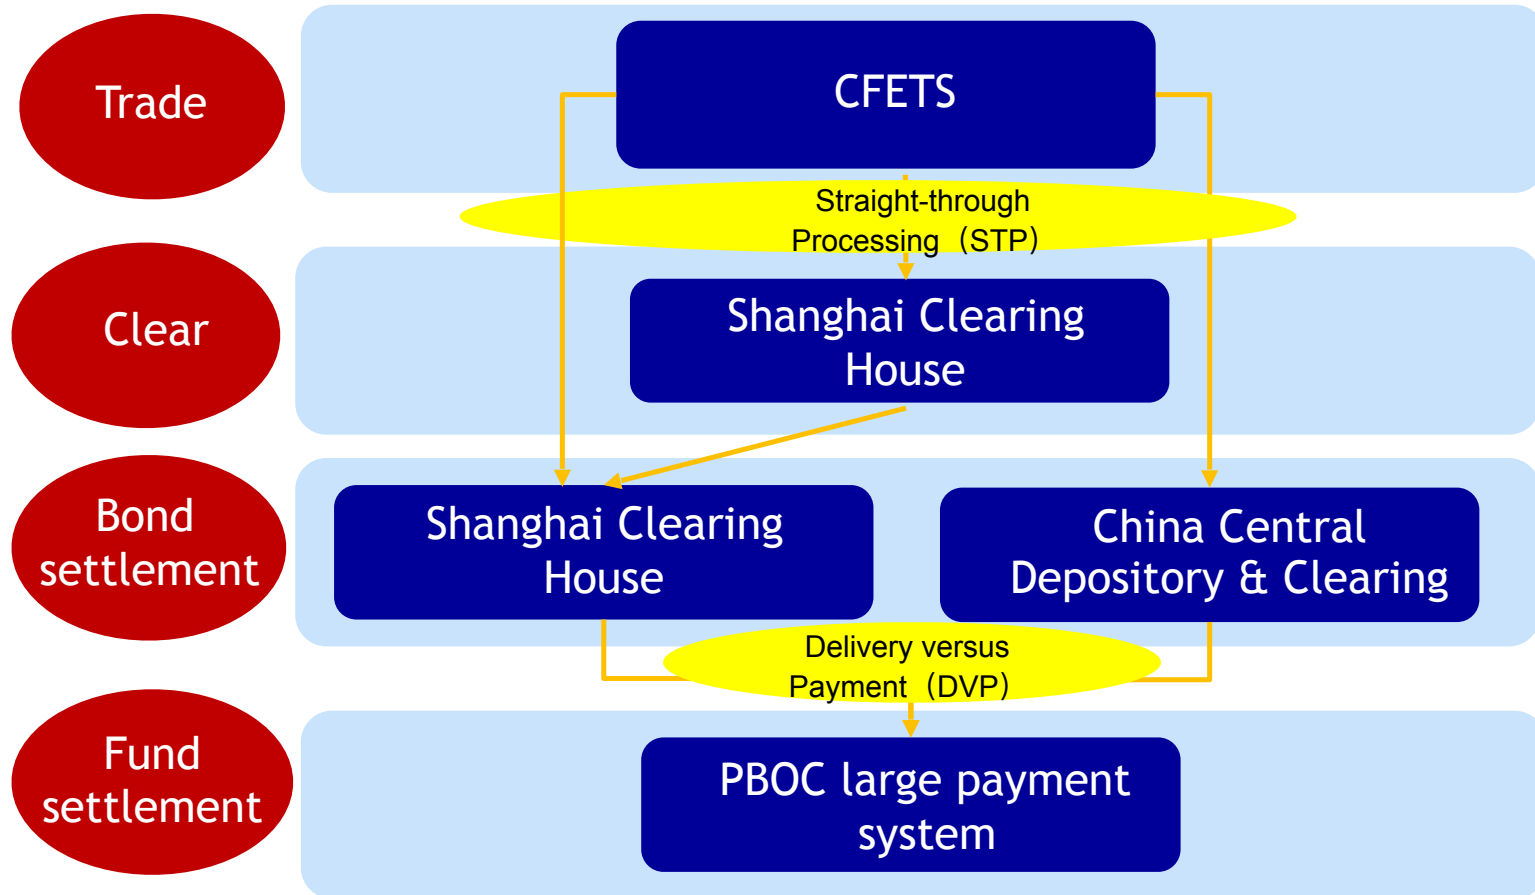 Trade
CFETS
Straight-through
Processing（STP）
Clear
Shanghai Clearing
House
Bond
settlement
Shanghai Clearing
House
China Central
Depository & Clearing
Delivery versus
Payment（DVP）
Fund
settlement
PBOC large payment
system